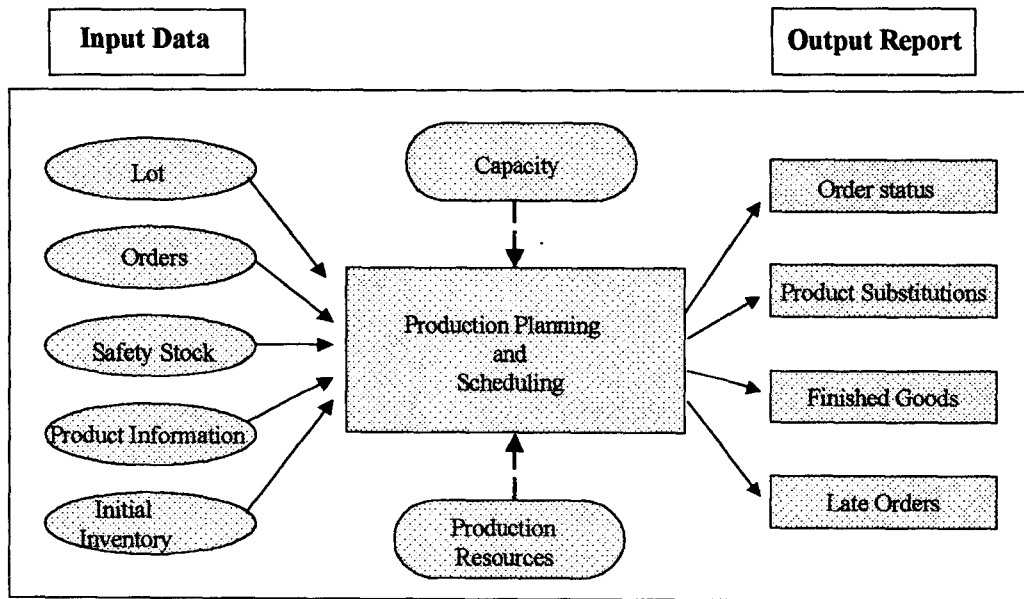 Input Data
Output Report
Lot
Orders
Safety Stock
Product Information
Initial
Inventory
Capacity
Production Planning
and
Scheduling
Production
Resources
Order status
Product Substitutions
Finished Goods
Late Orders